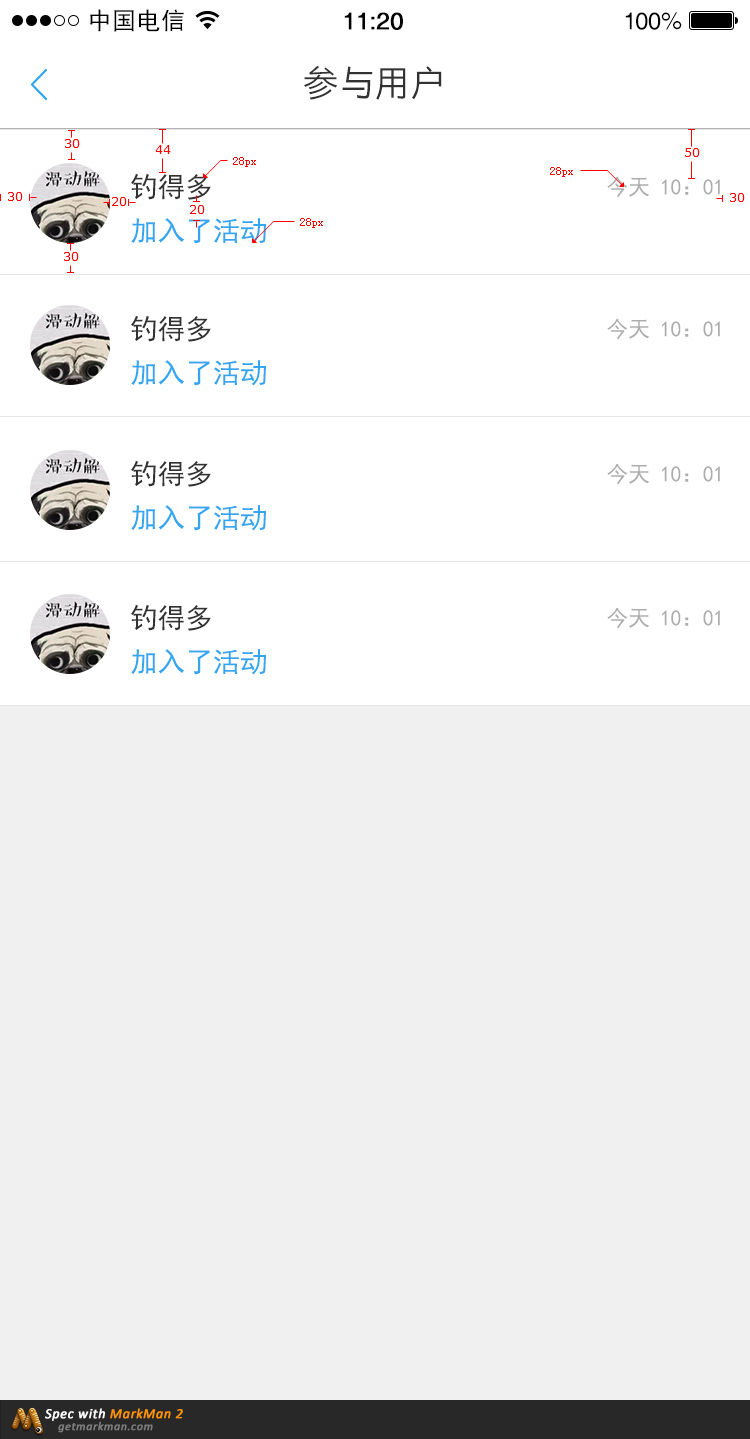 中国电信 11:20 100%
参与用户
30 44 50
滑动解
30 20 钓得多 28px 28px 今天 10：01 30
20
加入了活动 28px
30
滑动解
钓得多 今天 10：01
加入了活动
滑动解
钓得多 今天 10：01
加入了活动
滑动解
钓得多 今天 10：01
加入了活动
Spec with MarkMan 2
getmarkman.com